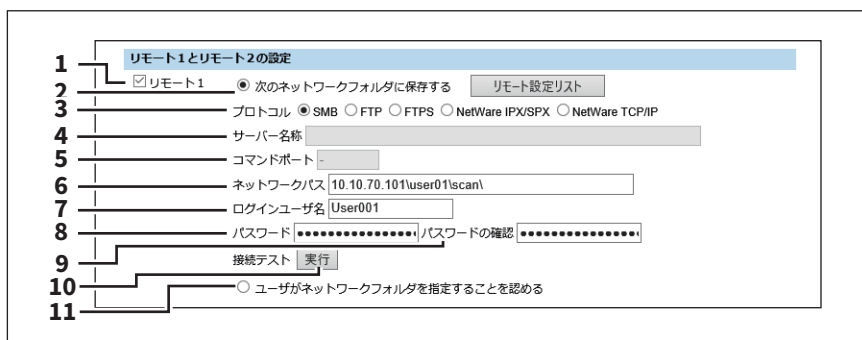 リモート1とリモート2の設定
1 リモート1
2 次のネットワークフォルダに保存する リモート設定リスト
3 プロトコル SMB FTP FTPS NetWare IPX/SPX NetWare TCP/IP
4 サーバー名称
5 コマンドポート -
6 ネットワークパス 10.10.70.101\user01\scan\
7 ログインユーザ名 User001
8 パスワード •••••••••••••••• パスワードの確認 ••••••••••••••••
9
接続テスト 実行
10
11 ユーザがネットワークフォルダを指定することを認める